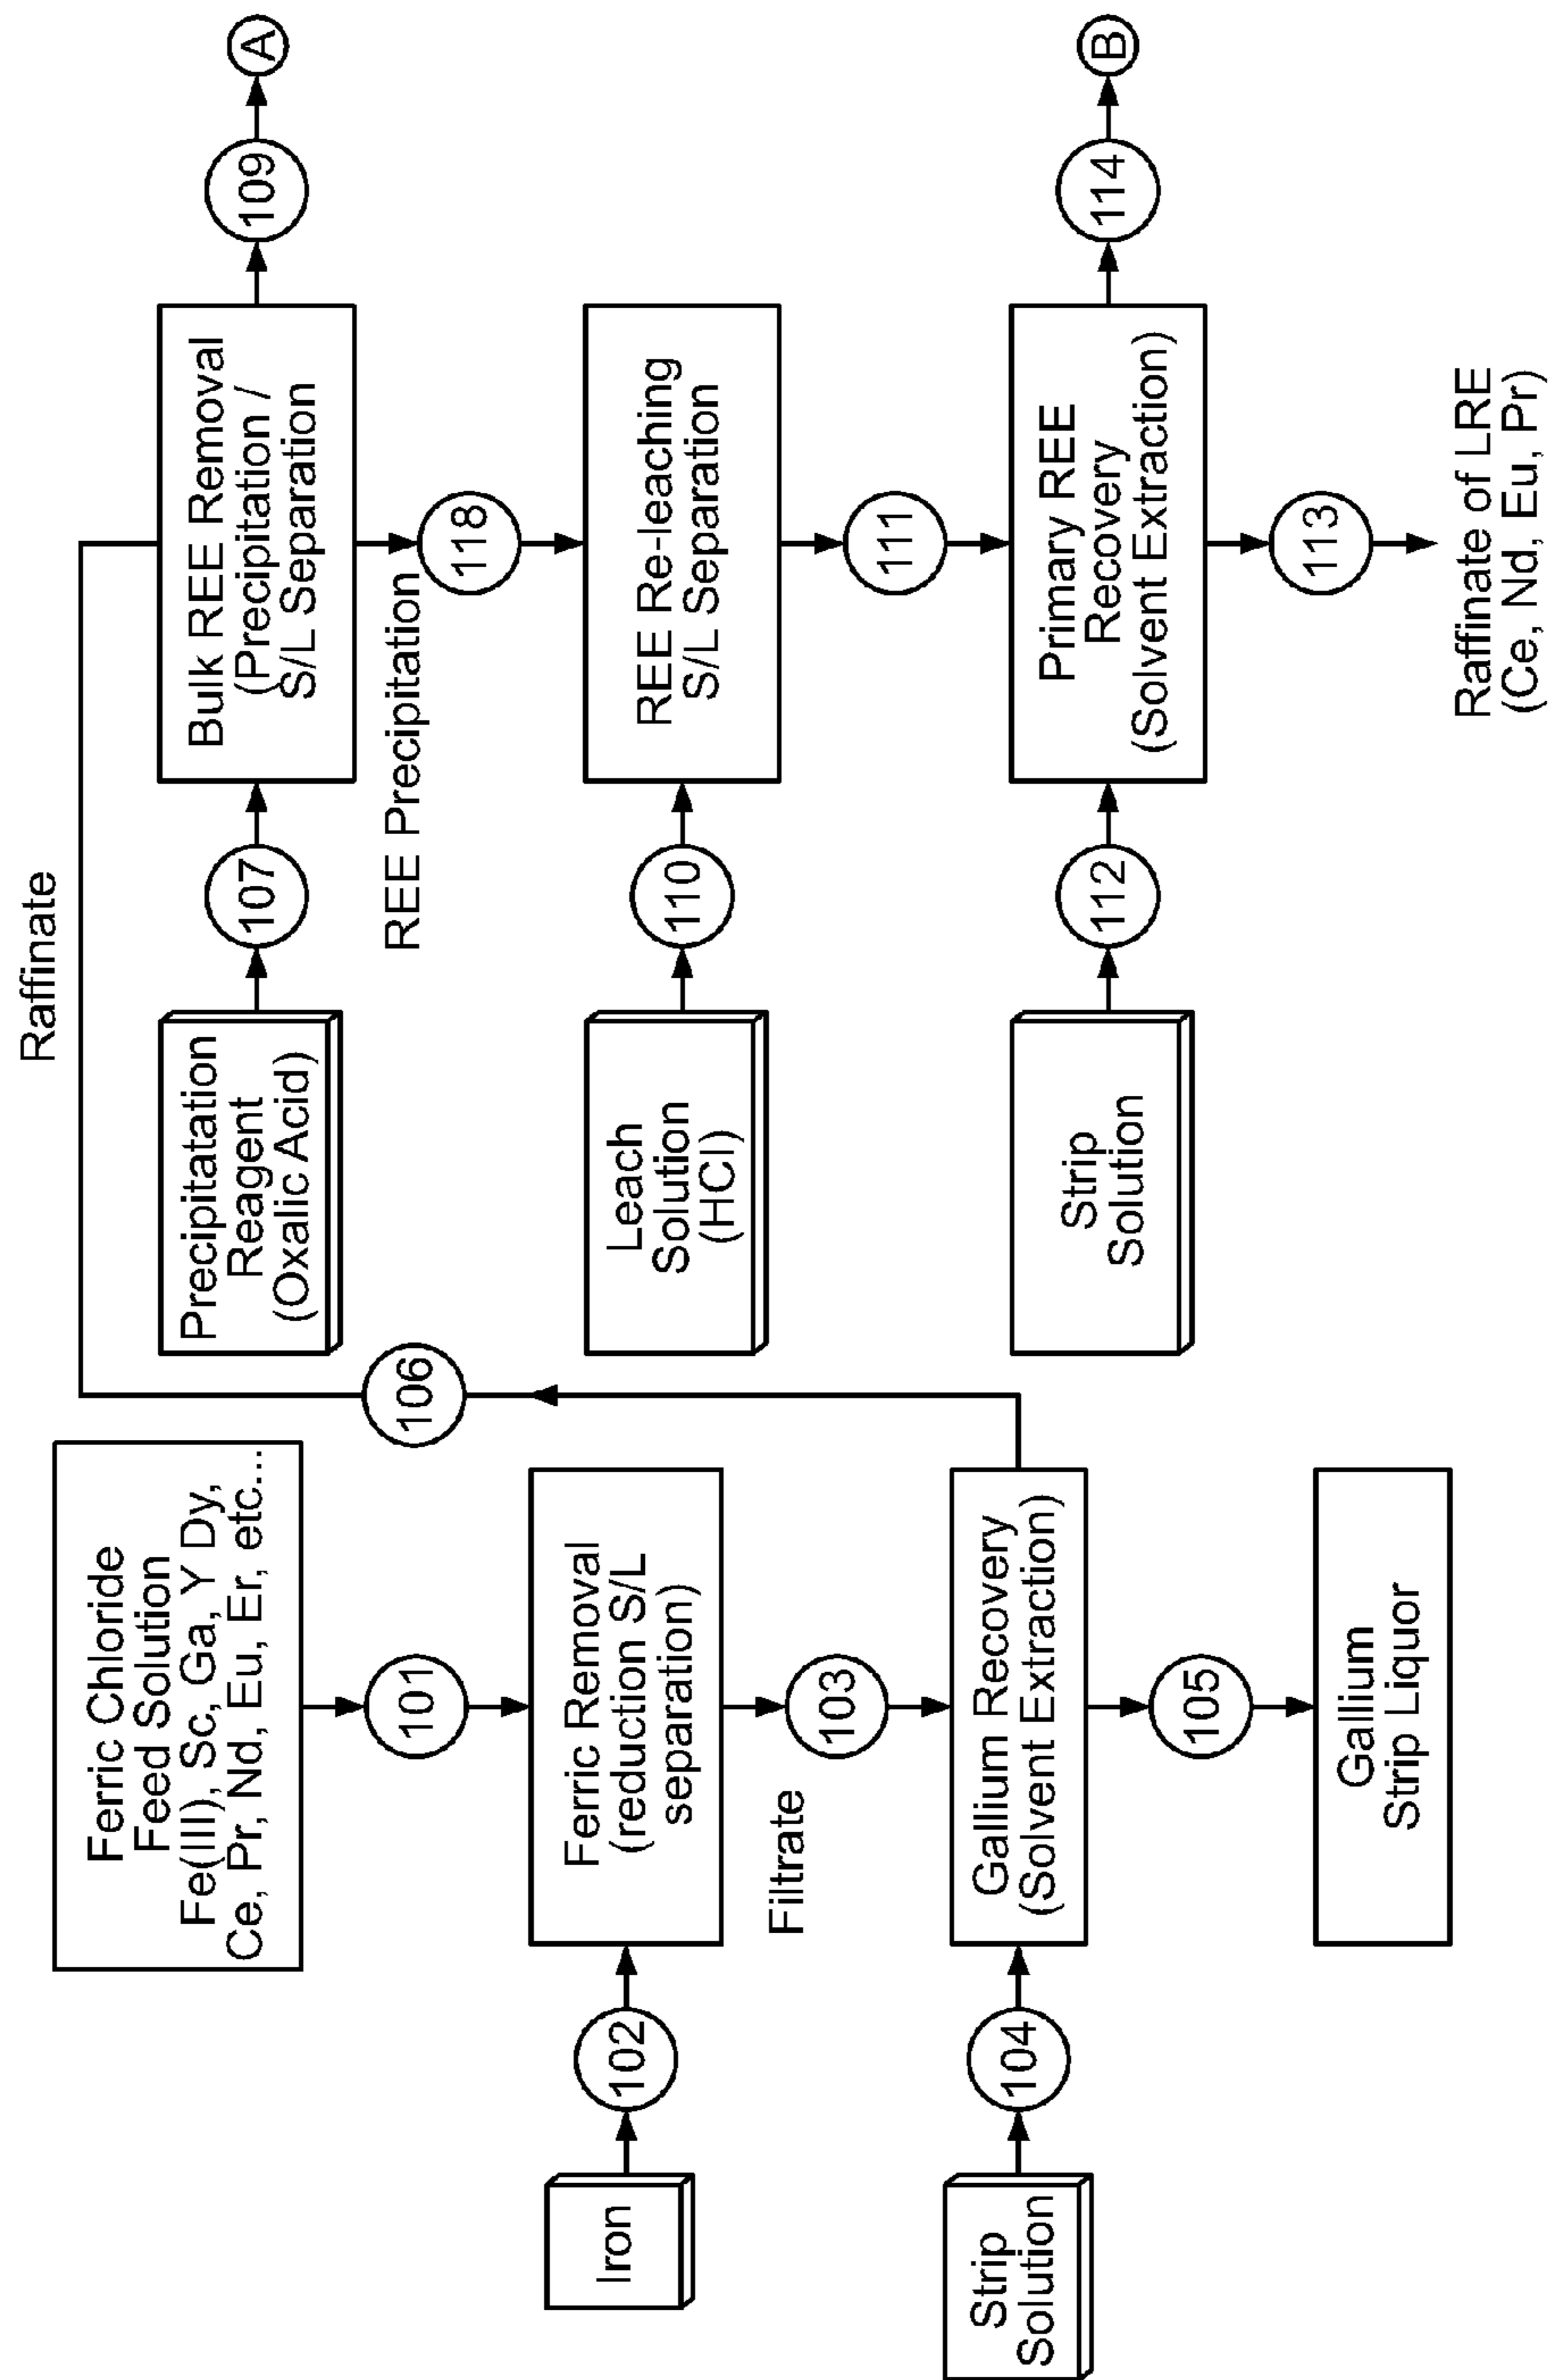 Ferric Chloride
Feed Solution
Fe(III), Sc, Ga, Y Dy,
Ce, Pr, Nd, Eu, Er, etc...
101
Iron
102
Ferric Removal
(reduction S/L
separation)
Filtrate
103
Strip
Solution
104
Gallium Recovery
(Solvent Extraction)
105
Gallium
Strip Liquor
106
Raffinate
Precipitatation
Reagent
(Oxalic Acid)
107
Bulk REE Removal
(Precipitation /
S/L Separation
109
A
REE Precipitation
118
Leach
Solution
(HCl)
110
REE Re-leaching
S/L Separation
111
Strip
Solution
112
Primary REE
Recovery
(Solvent Extraction)
114
B
113
Raffinate of LRE
(Ce, Nd, Eu, Pr)